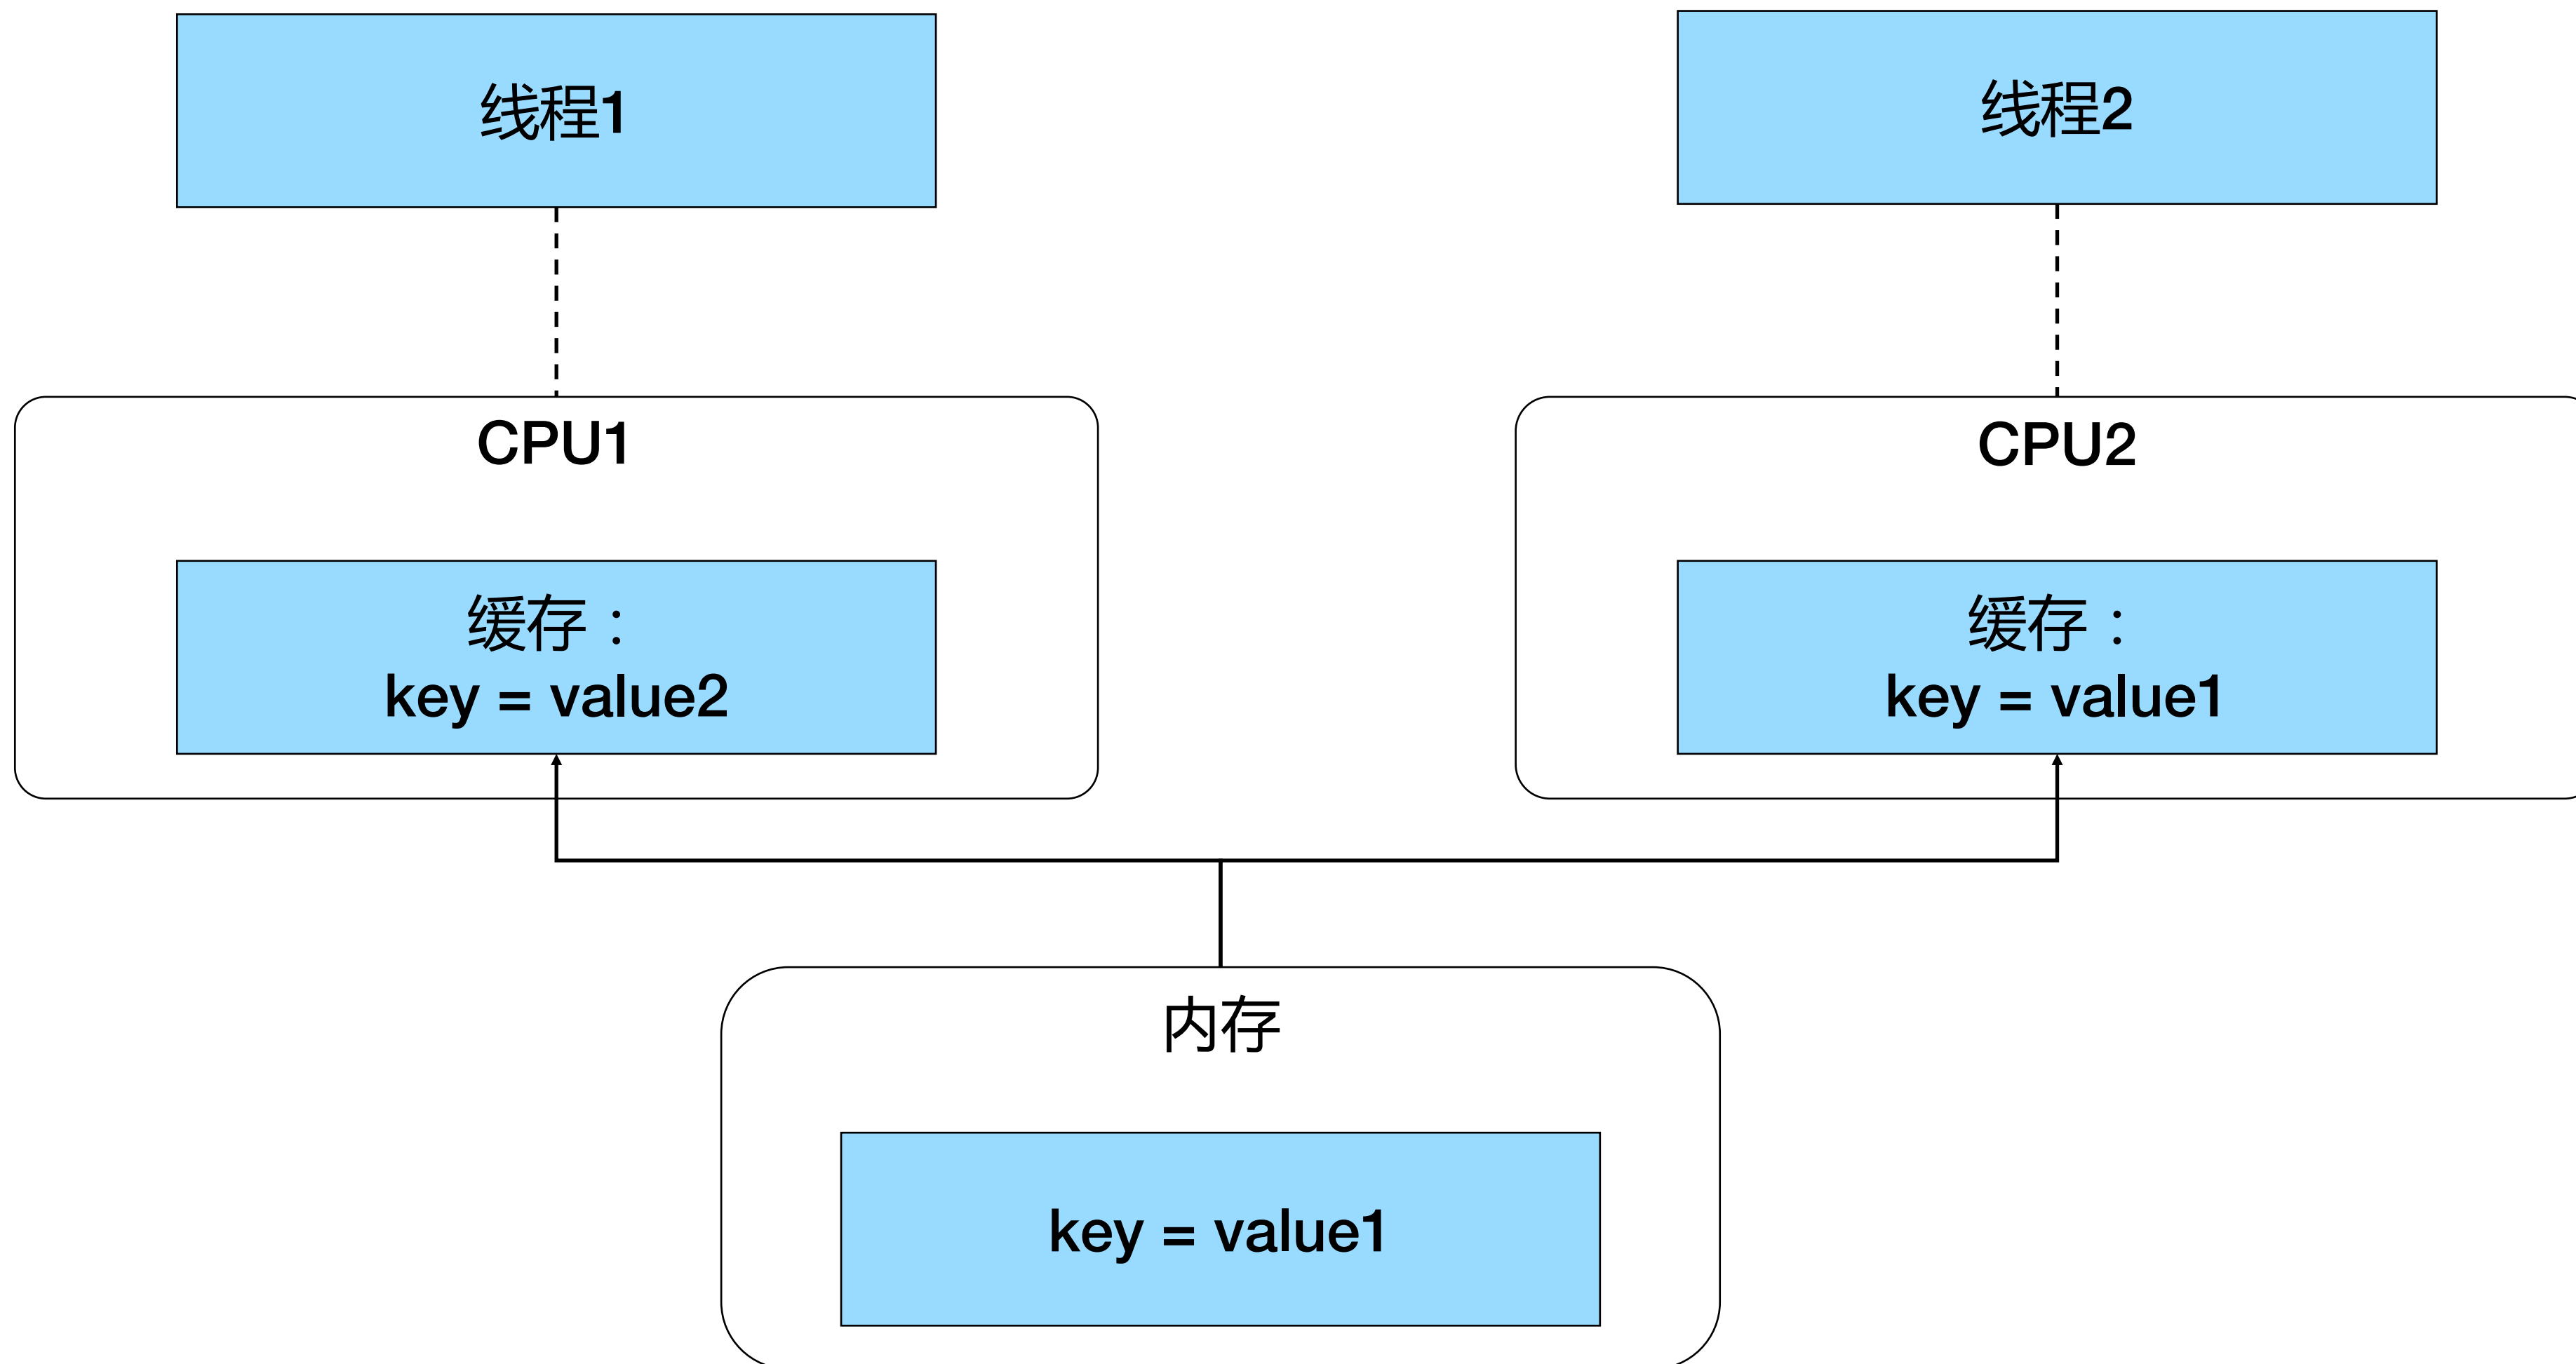 线程1
线程2
CPU1
CPU2
缓存：
key = value2
缓存：
key = value1
内存
key = value1